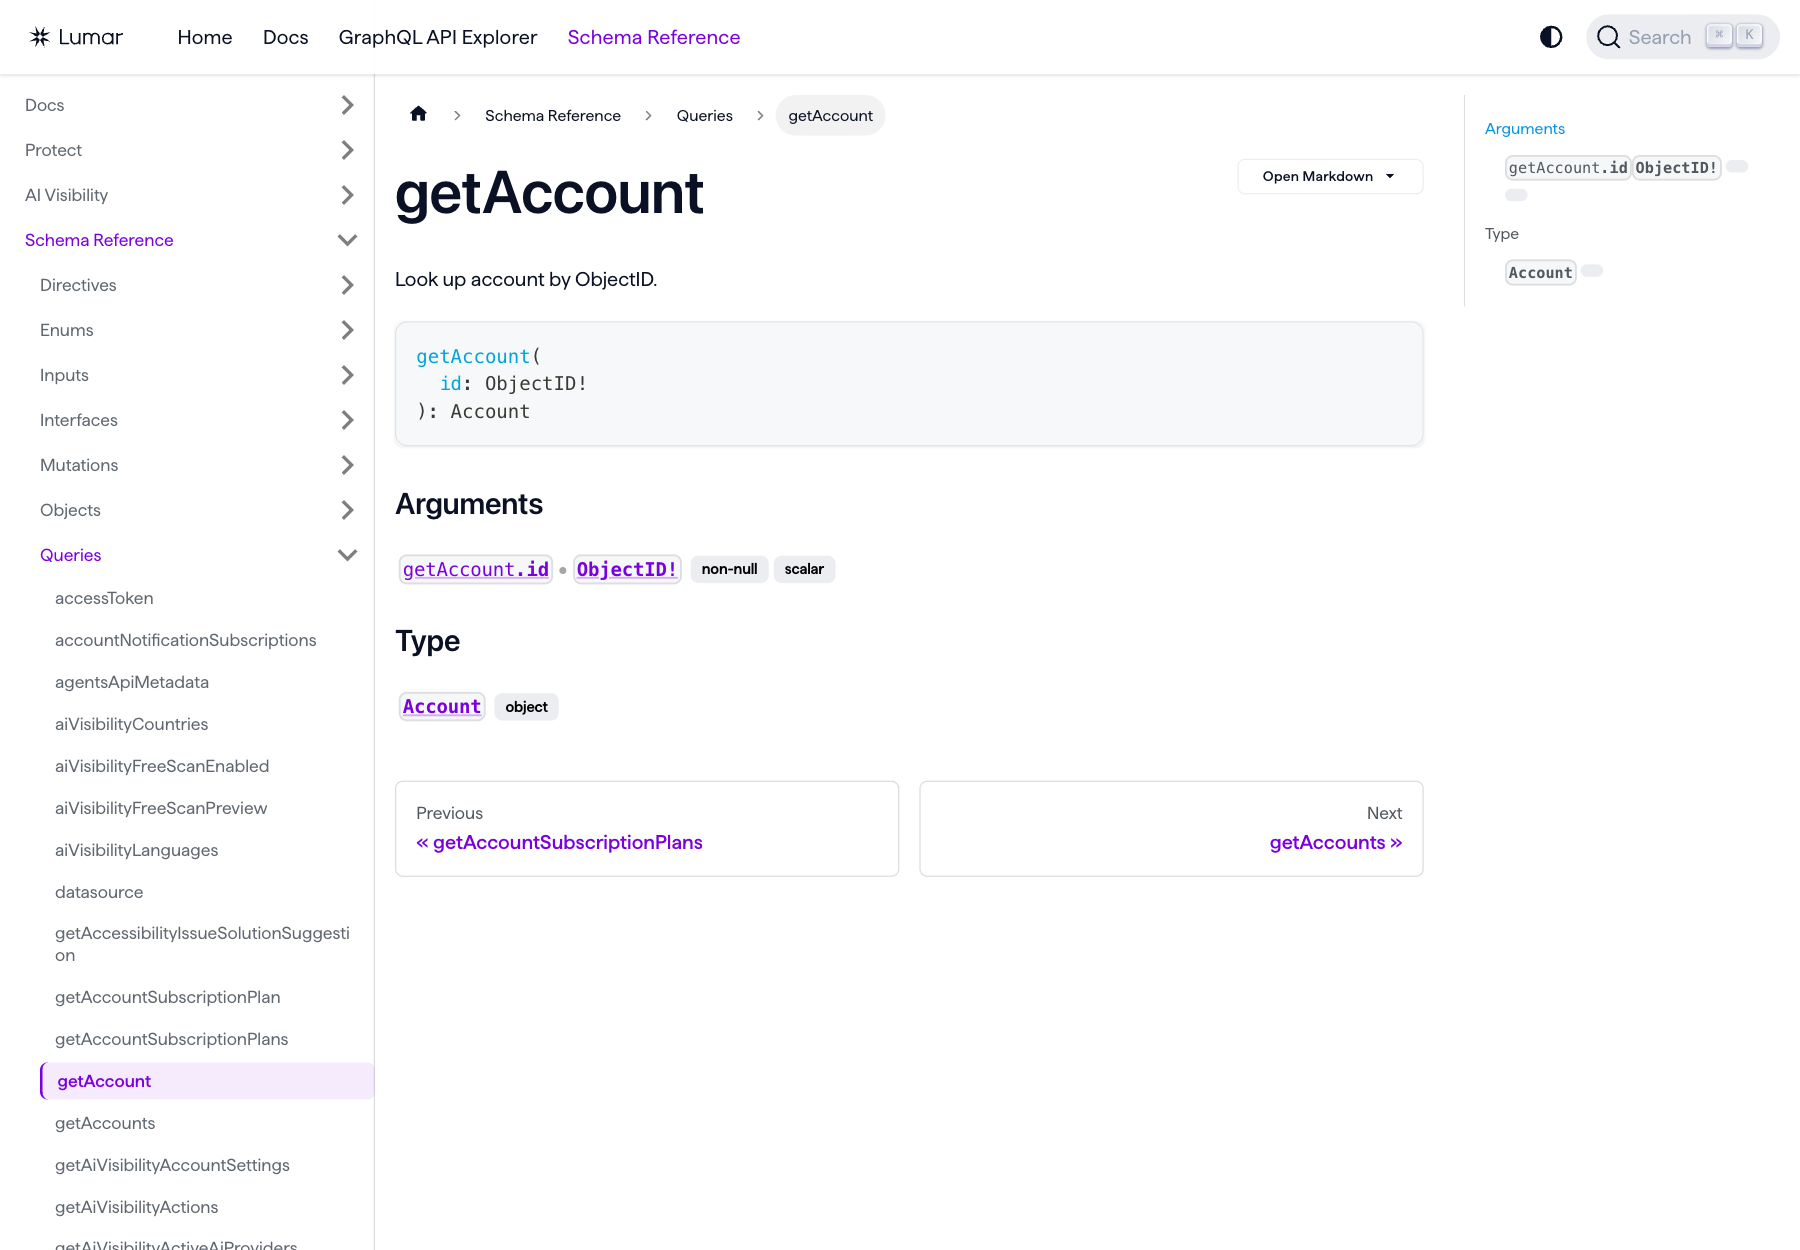 Lumar
Home
Docs
GraphQL API Explorer
Schema Reference
Search
⌘
K
Docs
Protect
AI Visibility
Schema Reference
Directives
Enums
Inputs
Interfaces
Mutations
Objects
Queries
accessToken
accountNotificationSubscriptions
agentsApiMetadata
aiVisibilityCountries
aiVisibilityFreeScanEnabled
aiVisibilityFreeScanPreview
aiVisibilityLanguages
datasource
getAccessibilityIssueSolutionSuggesti
on
getAccountSubscriptionPlan
getAccountSubscriptionPlans
getAccount
getAccounts
getAiVisibilityAccountSettings
getAiVisibilityActions
getAiVisibilityActiveAiProviders
Schema Reference
Queries
getAccount
getAccount
Open Markdown
Look up account by ObjectID.
getAccount(
id: ObjectID!
): Account
Arguments
getAccount.id ● ObjectID! non-null scalar
Type
Account object
Previous
« getAccountSubscriptionPlans
Next
getAccounts »
Arguments
getAccount.id ObjectID!
Type
Account